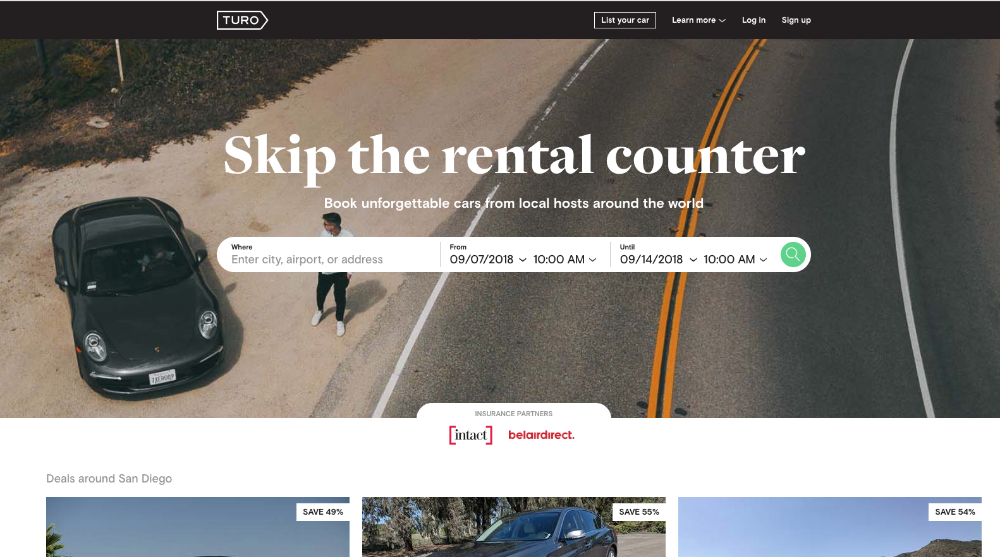 TURO
List your car
Learn more
Log in
Sign up
Skip the rental counter
Book unforgettable cars from local hosts around the world
Where
Enter city, airport, or address
From
09/07/2018
10:00 AM
Until
09/14/2018
10:00 AM
7XER009
INSURANCE PARTNERS
[intact]
belairdirect.
Deals around San Diego
SAVE 49%
SAVE 55%
SAVE 54%